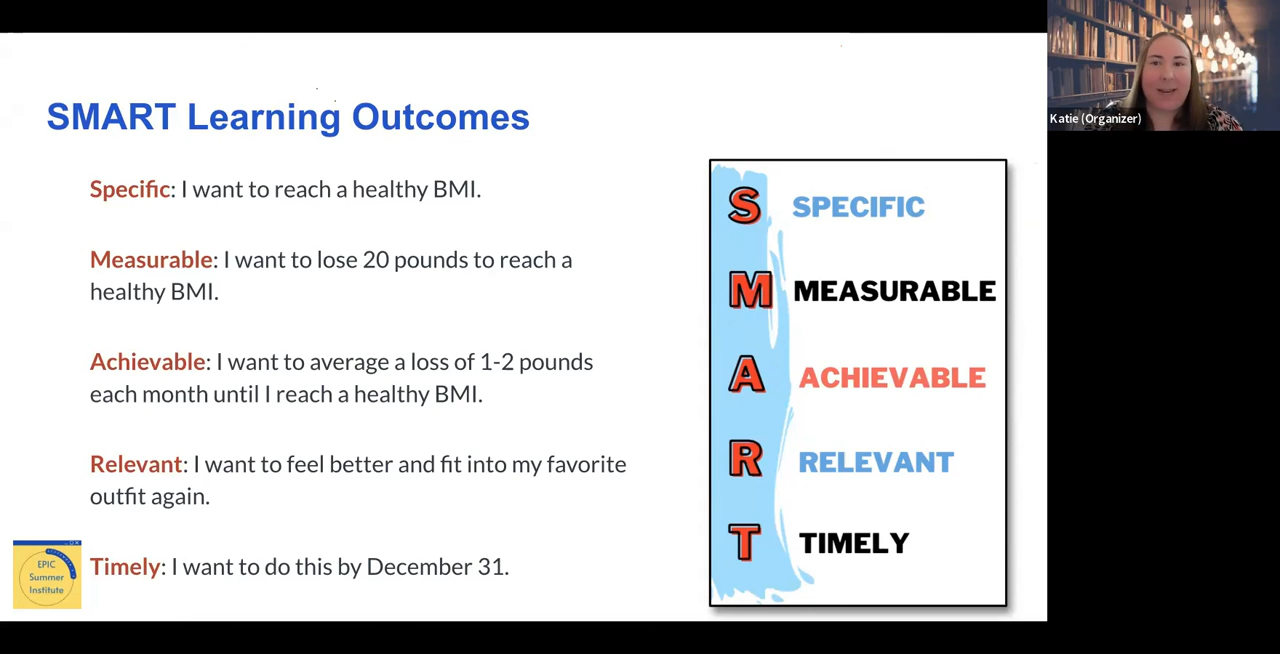 SMART Learning Outcomes
Specific: I want to reach a healthy BMI.
Measurable: I want to lose 20 pounds to reach a
healthy BMI.
Achievable: I want to average a loss of 1-2 pounds
each month until I reach a healthy BMI.
Relevant: I want to feel better and fit into my favorite
outfit again.
Timely: I want to do this by December 31.
EPIC
Summer
Institute
S SPECIFIC
M MEASURABLE
A ACHIEVABLE
R RELEVANT
T TIMELY
Katie (Organizer)